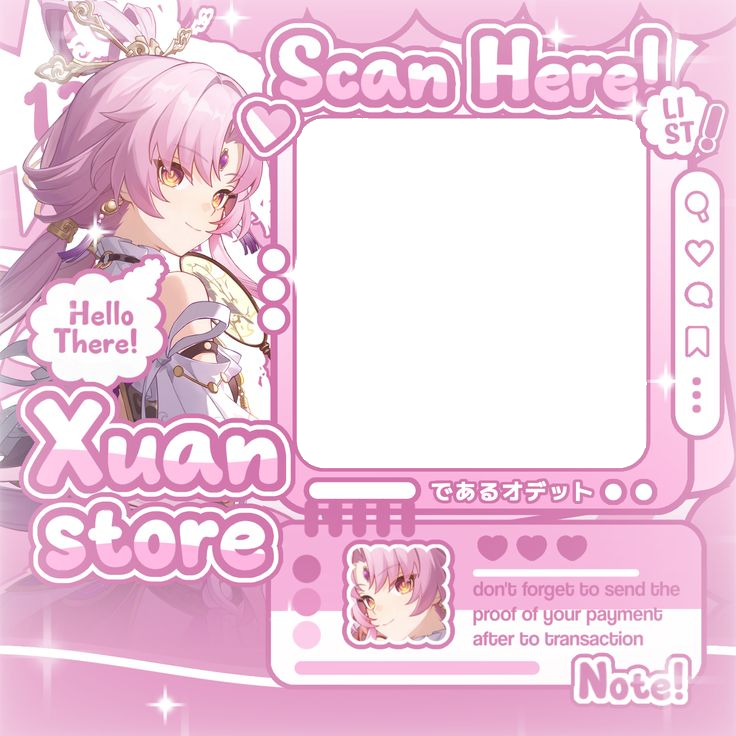 Scan Here!
LI
ST
Hello
There!
Xuan
store
であるオデット
don't forget to send the
proof of your payment
after to transaction
Note!